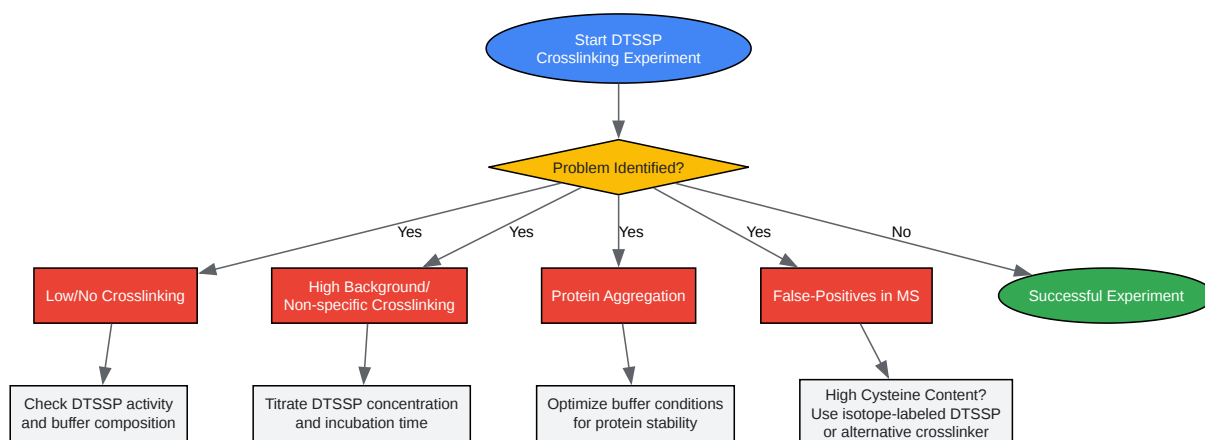 Start DTSSP
Crosslinking Experiment
Problem Identified?
Yes
Yes
Yes
Yes
No
Low/No Crosslinking
High Background/
Non-specific Crosslinking
Protein Aggregation
False-Positives in MS
Successful Experiment
Check DTSSP activity
and buffer composition
Titrate DTSSP concentration
and incubation time
Optimize buffer conditions
for protein stability
High Cysteine Content?
Use isotope-labeled DTSSP
or alternative crosslinker